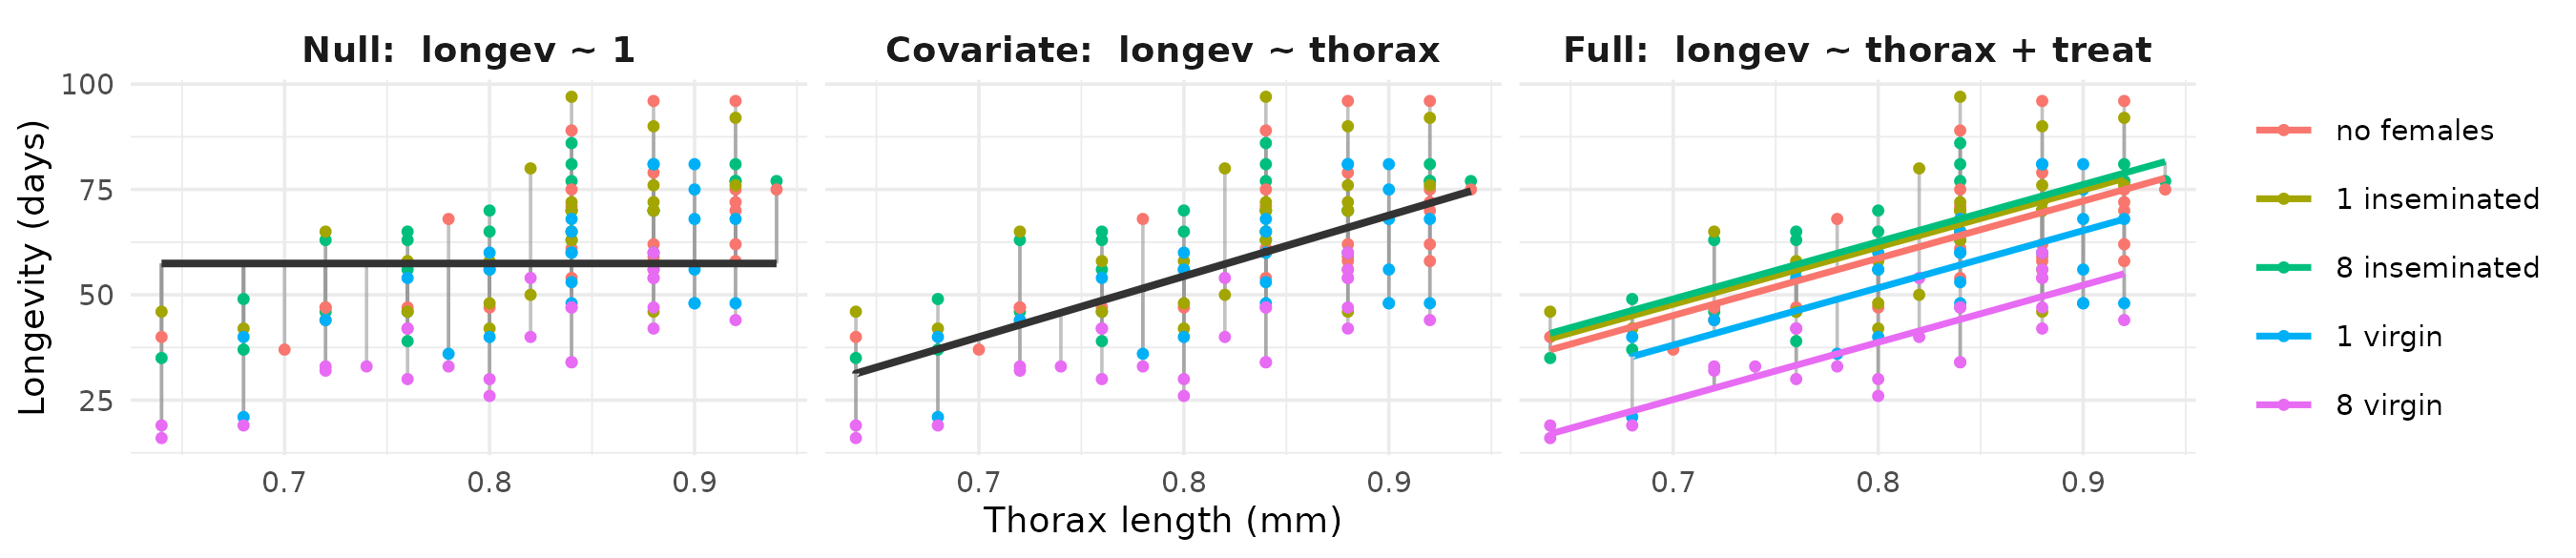 Null:  longev ~ 1
Covariate:  longev ~ thorax
Full:  longev ~ thorax + treat
Longevity (days)
100
75
50
25
0.7 0.8 0.9
0.7 0.8 0.9
0.7 0.8 0.9
Thorax length (mm)
no females
1 inseminated
8 inseminated
1 virgin
8 virgin